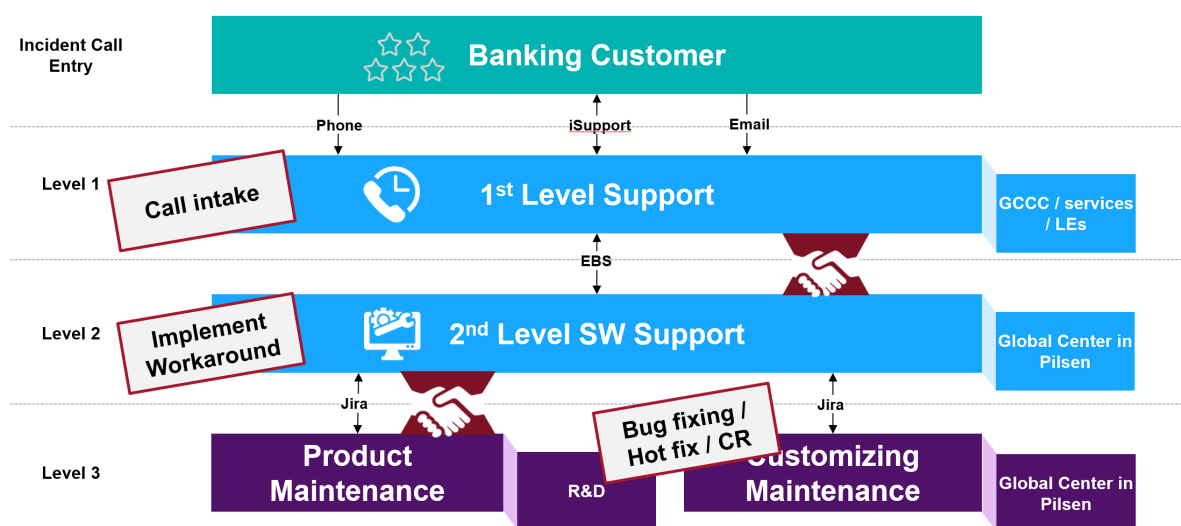 Incident Call
Entry
Banking Customer
Phone
iSupport
Email
Level 1
Call intake
1st Level Support
GCCC / services
/ LEs
EBS
Level 2
Implement
Workaround
2nd Level SW Support
Global Center in
Pilsen
Jira
Jira
Level 3
Product
Maintenance
R&D
Bug fixing /
Hot fix / CR
Customizing
Maintenance
Global Center in
Pilsen